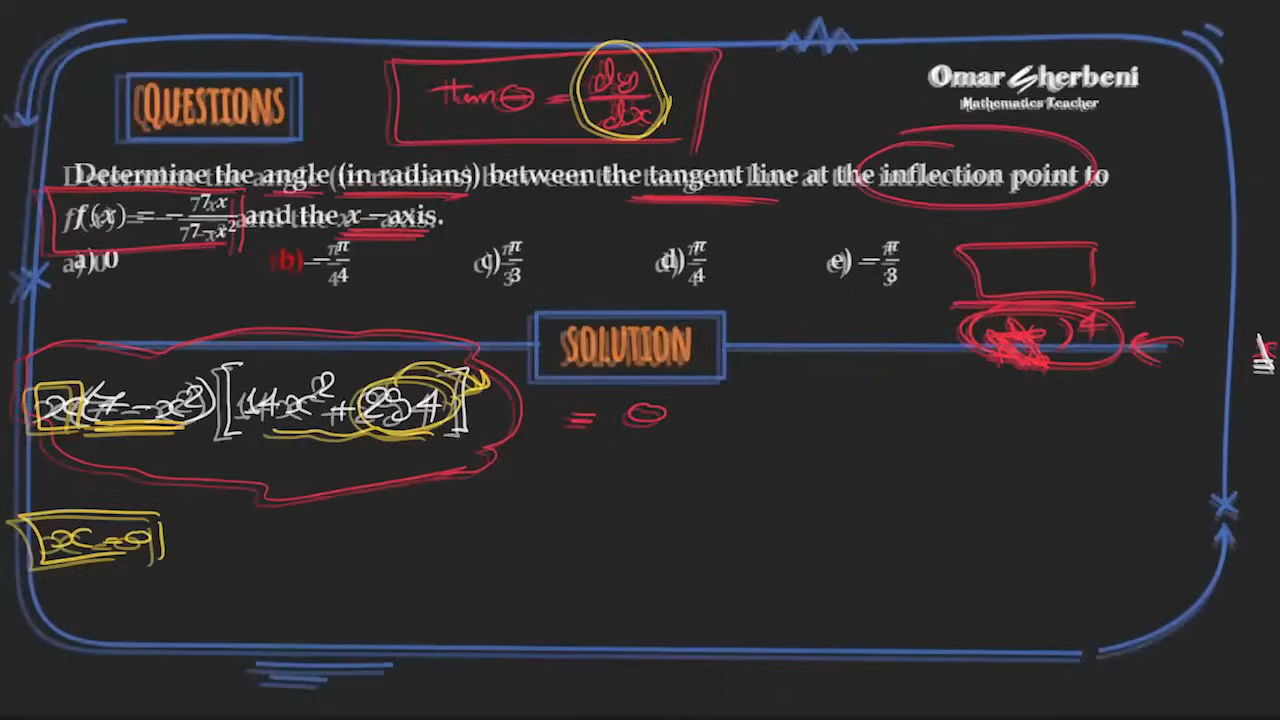 Omar Sherbeni
Mathematics Teacher
QUESTIONS
tan θ = dy/dx
Determine the angle (in radians) between the tangent line at the inflection point to
f(x) = − 7x/(7−x²) and the x − axis.
a) 0 b) −π/4 c) π/3 d) π/4 e) −π/3
4
SOLUTION
x(7 − x²)[14x² + 294] = 0
x = 0